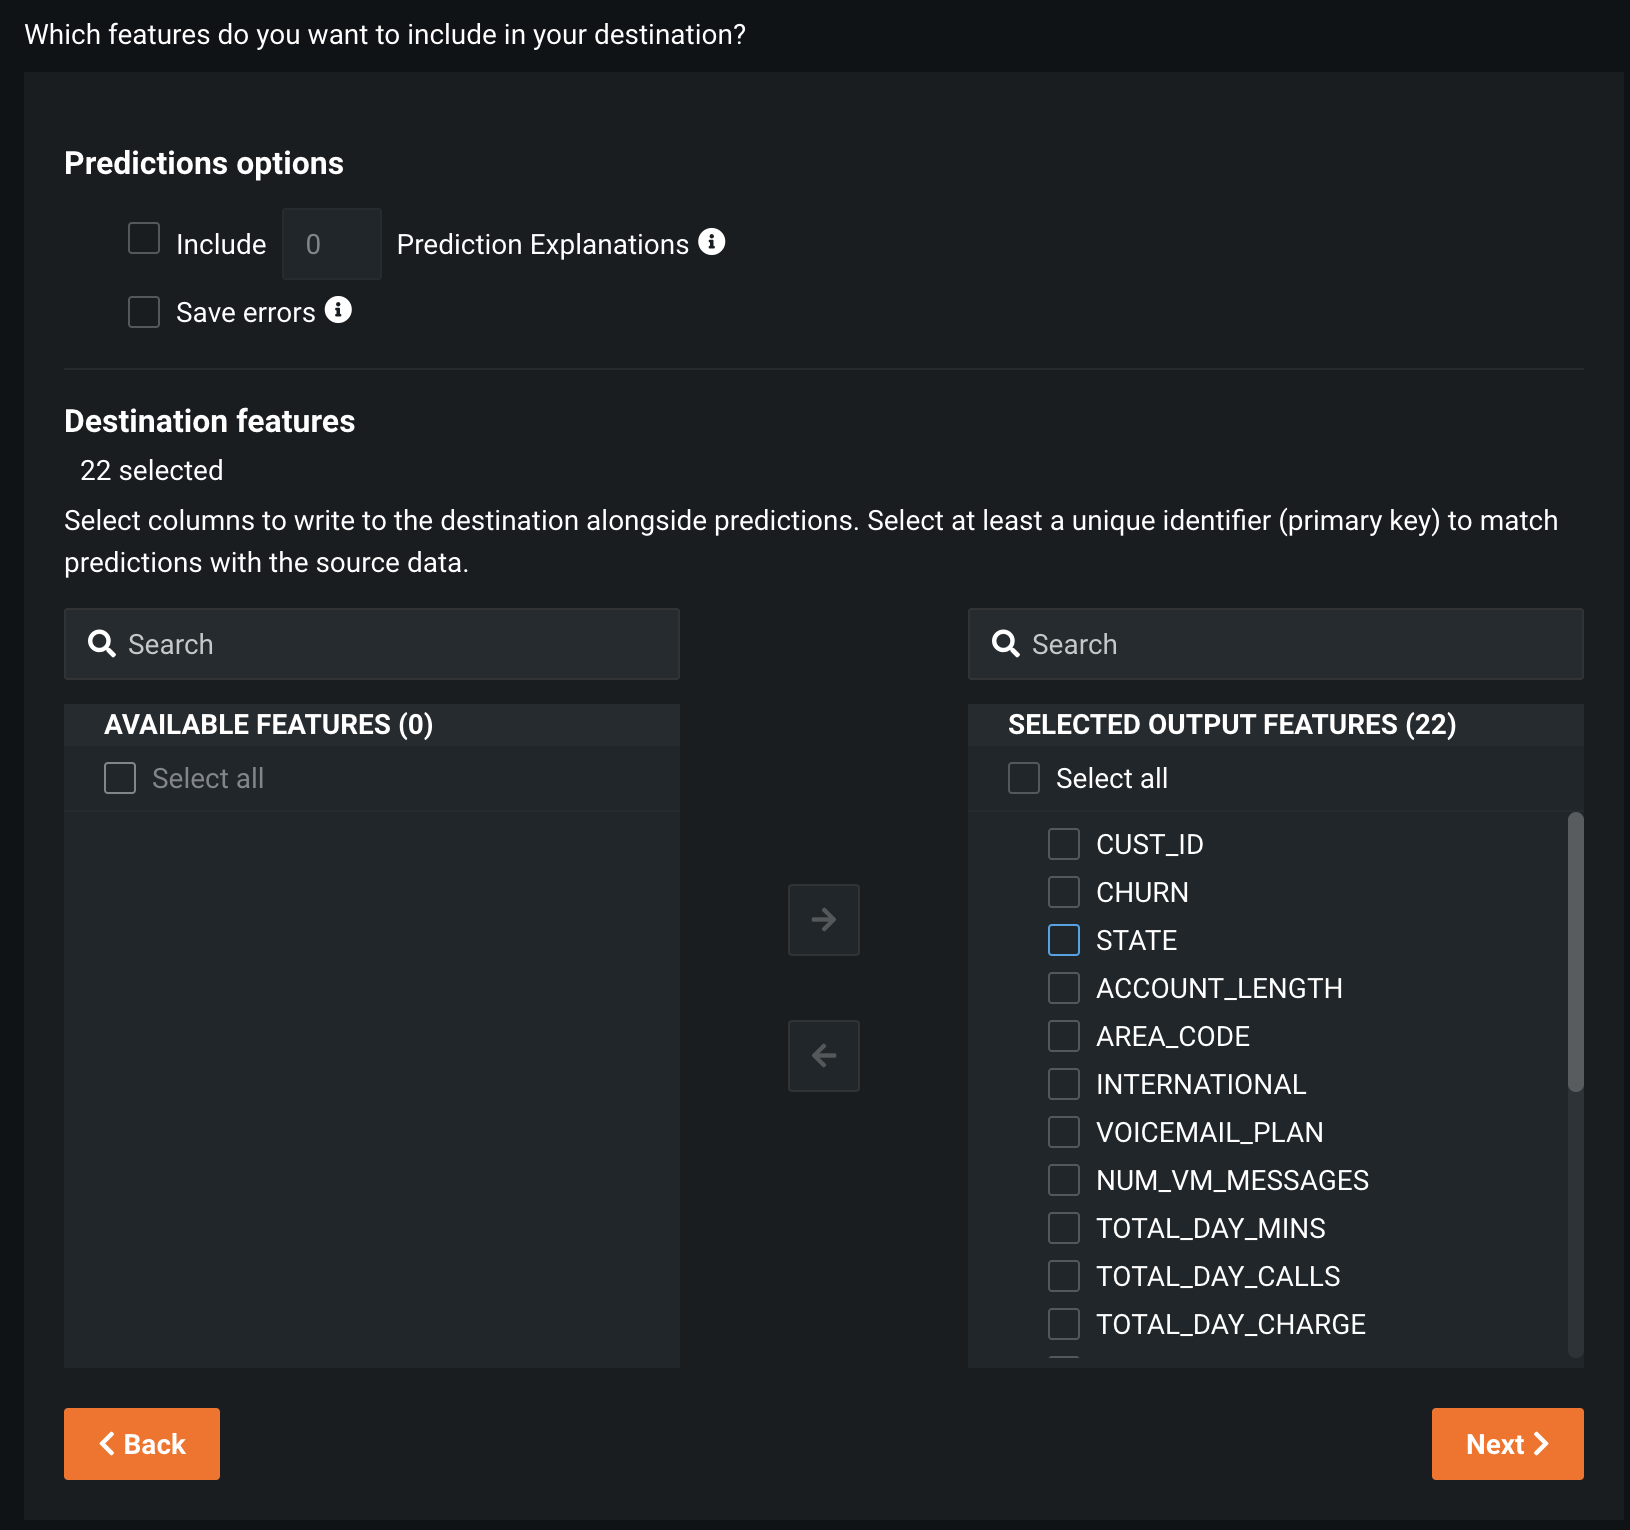 Which features do you want to include in your destination?
Predictions options
Include 0 Prediction Explanations
Save errors
Destination features
22 selected
Select columns to write to the destination alongside predictions. Select at least a unique identifier (primary key) to match
predictions with the source data.
Search
Search
AVAILABLE FEATURES (0)
Select all
SELECTED OUTPUT FEATURES (22)
Select all
CUST_ID
CHURN
STATE
ACCOUNT_LENGTH
AREA_CODE
INTERNATIONAL
VOICEMAIL_PLAN
NUM_VM_MESSAGES
TOTAL_DAY_MINS
TOTAL_DAY_CALLS
TOTAL_DAY_CHARGE
Back
Next